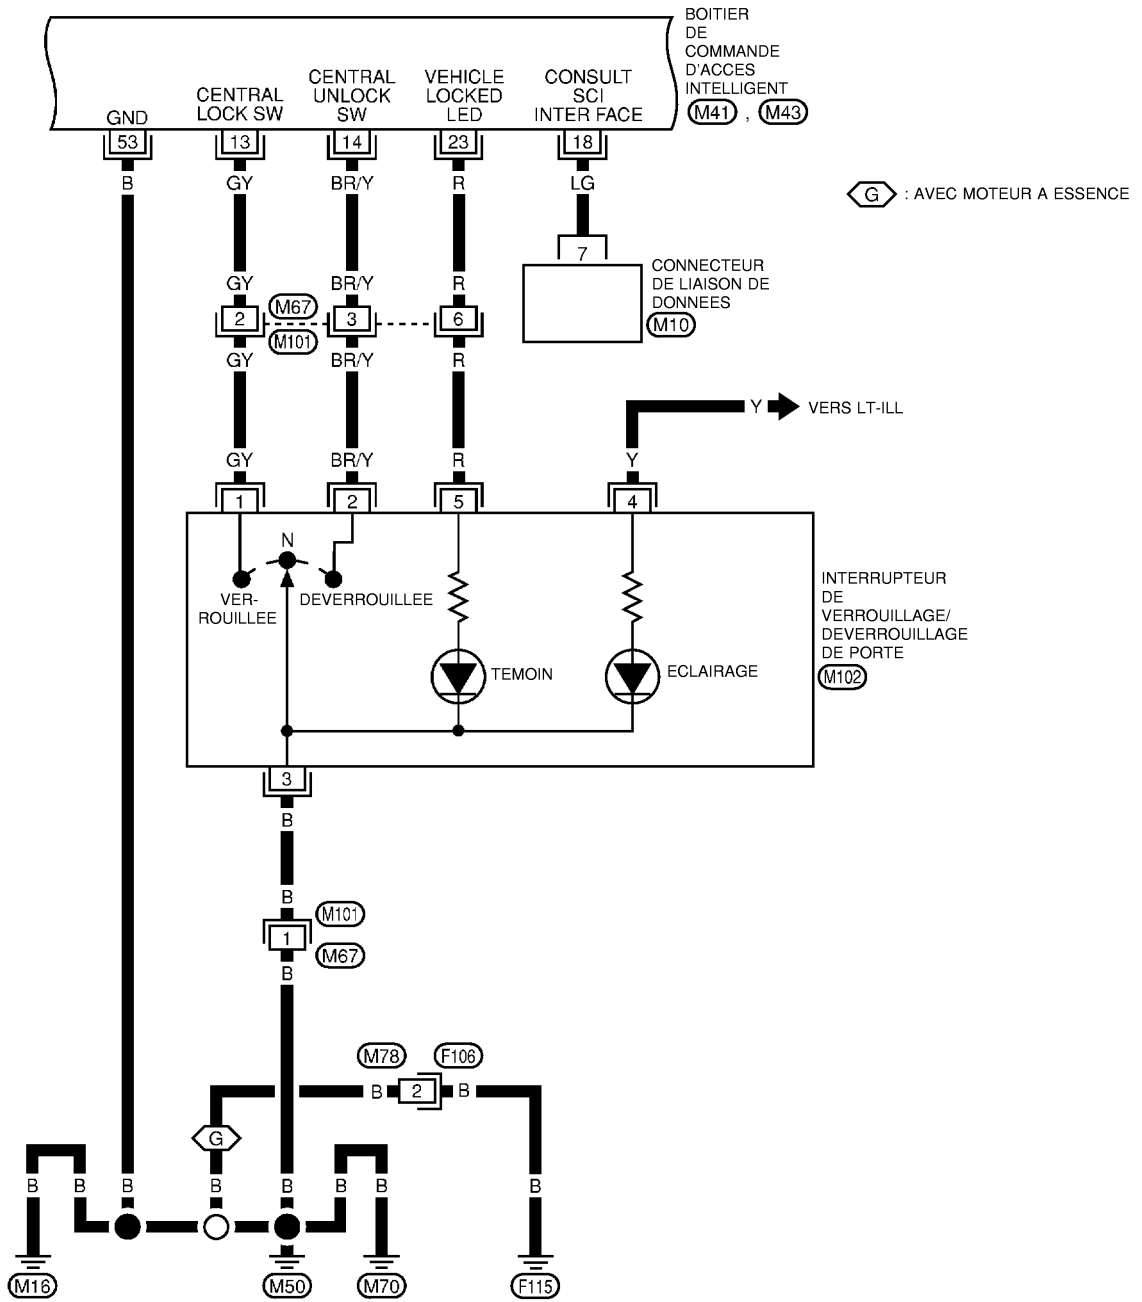 BOITIER
DE
COMMANDE
D'ACCES
INTELLIGENT
M41 , M43
GND
CENTRAL
LOCK SW
CENTRAL
UNLOCK
SW
VEHICLE
LOCKED
LED
CONSULT
SCI
INTER FACE
53 13 14 23 18
B GY BR/Y R LG
G : AVEC MOTEUR A ESSENCE
7
CONNECTEUR
DE LIAISON DE
DONNEES
M10
GY BR/Y R
2 M67 3 6
M101
GY BR/Y R
Y VERS LT-ILL
GY BR/Y R Y
1 2 5 4
N
VER-
ROUILLEE
DEVERROUILLEE
TEMOIN
ECLAIRAGE
INTERRUPTEUR
DE
VERROUILLAGE/
DEVERROUILLAGE
DE PORTE
M102
3
B
B
M101
1
M67
B
M78 F106
B 2 B
G
B B B B B B B B
M16 M50 M70 F115